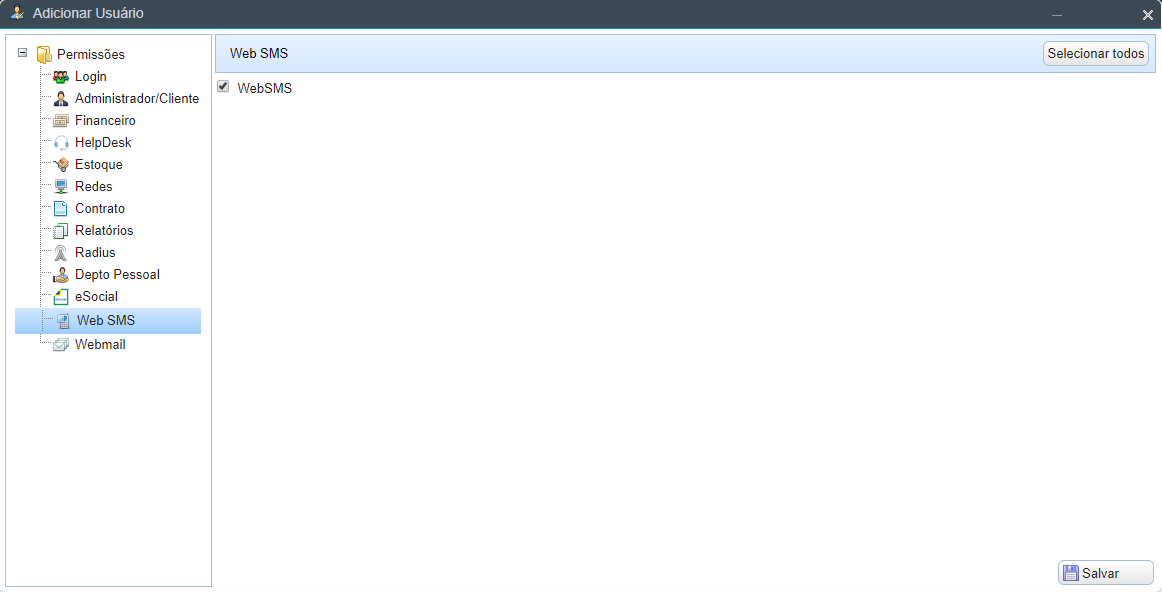 Adicionar Usuário
Permissões
Login
Administrador/Cliente
Financeiro
HelpDesk
Estoque
Redes
Contrato
Relatórios
Radius
Depto Pessoal
eSocial
Web SMS
Webmail
Web SMS
Selecionar todos
WebSMS
Salvar